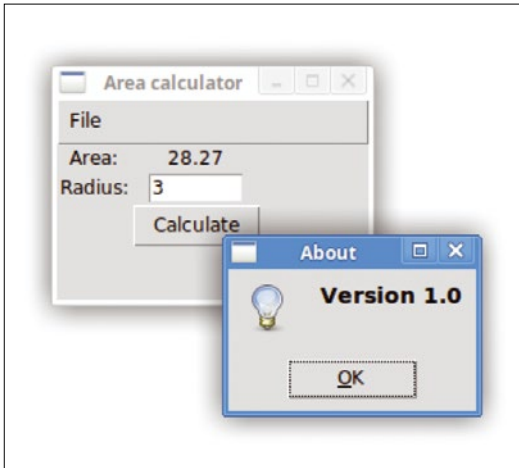 Area calculator
File
Area: 28.27
Radius: 3
Calculate
About
Version 1.0
OK